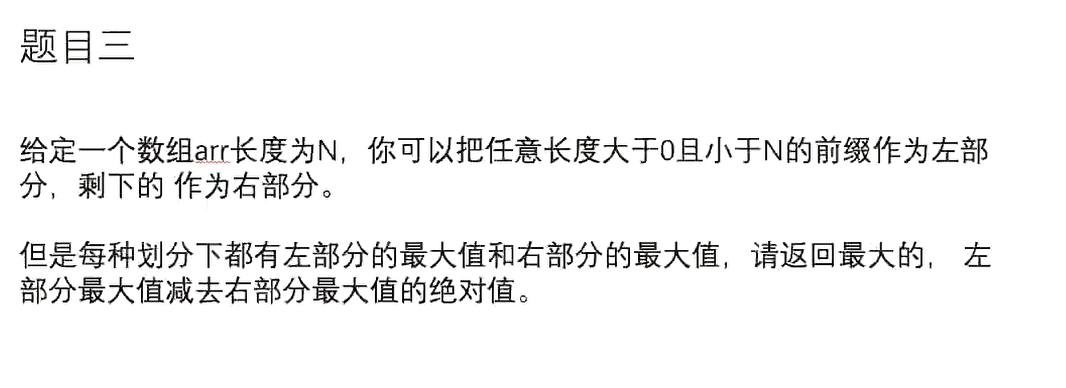 题目三
给定一个数组arr长度为N，你可以把任意长度大于0且小于N的前缀作为左部
分，剩下的 作为右部分。
但是每种划分下都有左部分的最大值和右部分的最大值，请返回最大的， 左
部分最大值减去右部分最大值的绝对值。